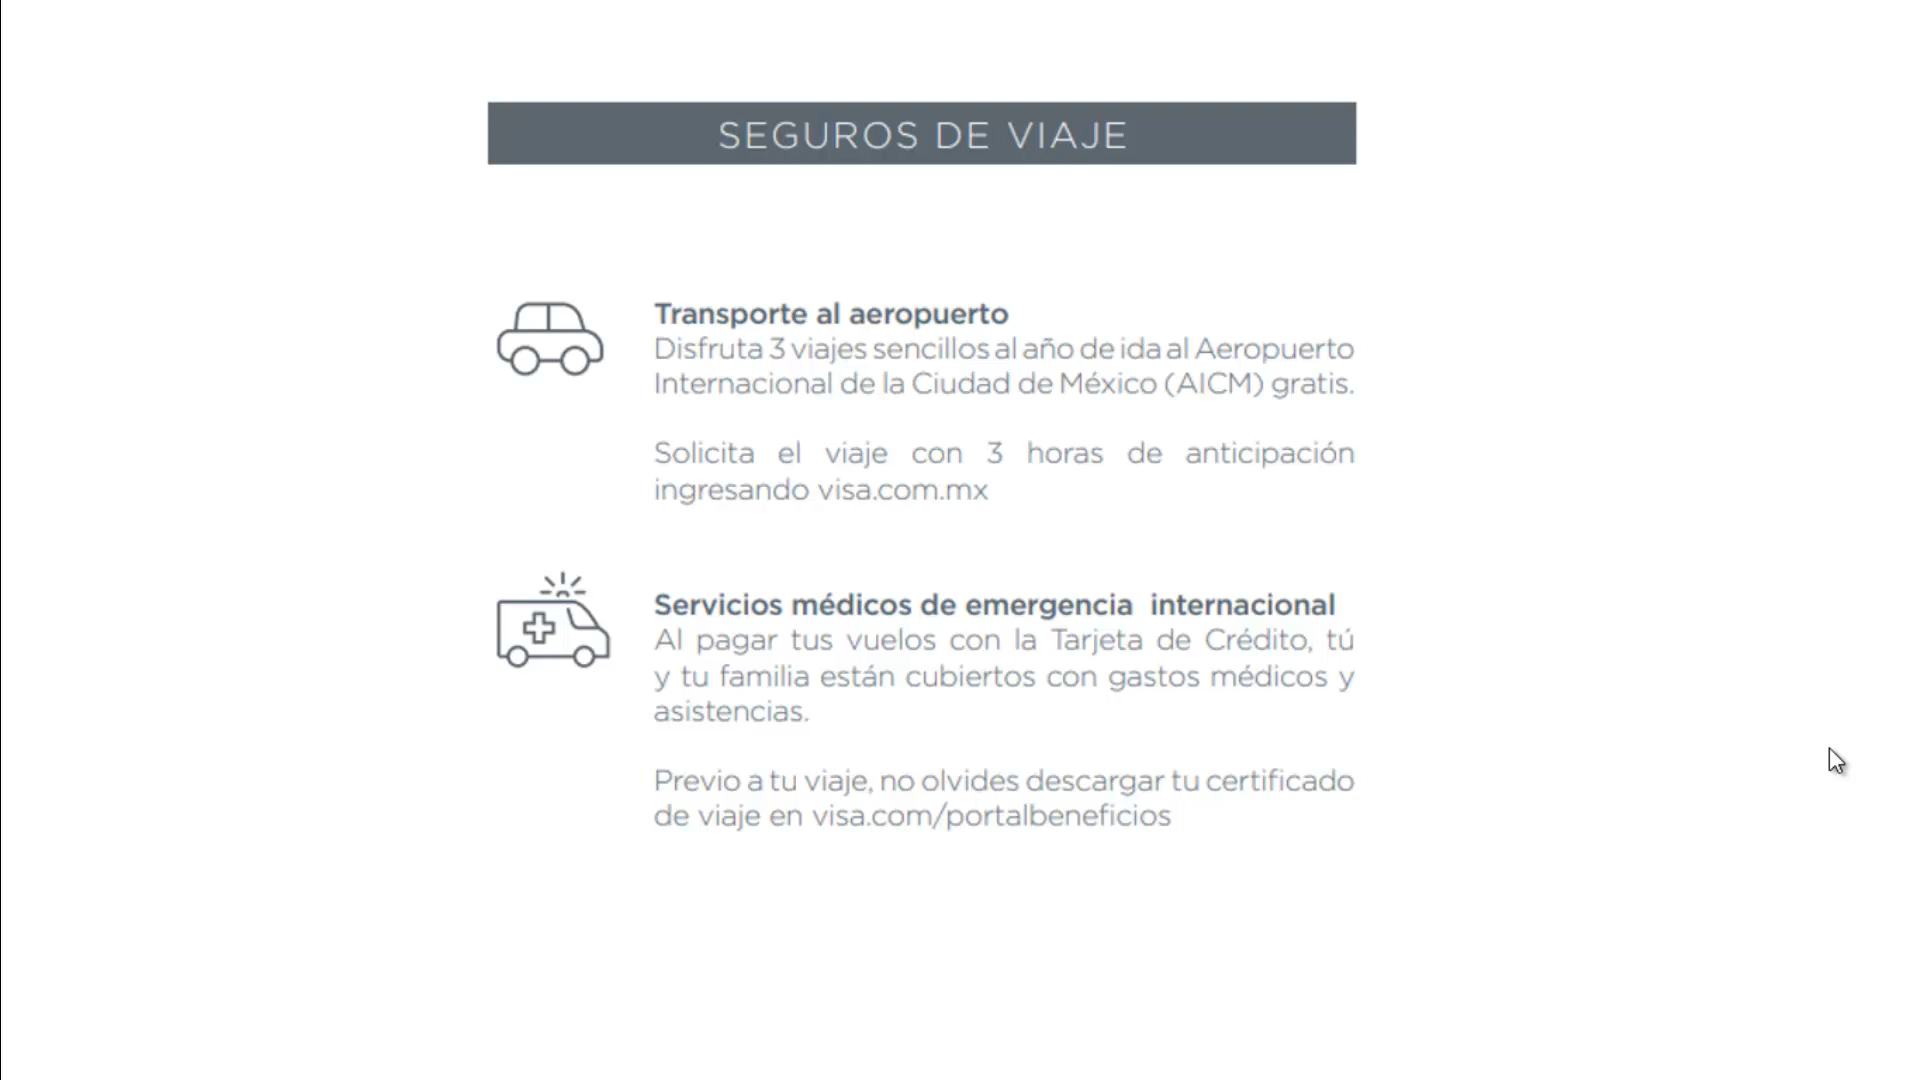 SEGUROS DE VIAJE
Transporte al aeropuerto
Disfruta 3 viajes sencillos al año de ida al Aeropuerto
Internacional de la Ciudad de México (AICM) gratis.
Solicita el viaje con 3 horas de anticipación
ingresando visa.com.mx
Servicios médicos de emergencia internacional
Al pagar tus vuelos con la Tarjeta de Crédito, tú
y tu familia están cubiertos con gastos médicos y
asistencias.
Previo a tu viaje, no olvides descargar tu certificado
de viaje en visa.com/portalbeneficios